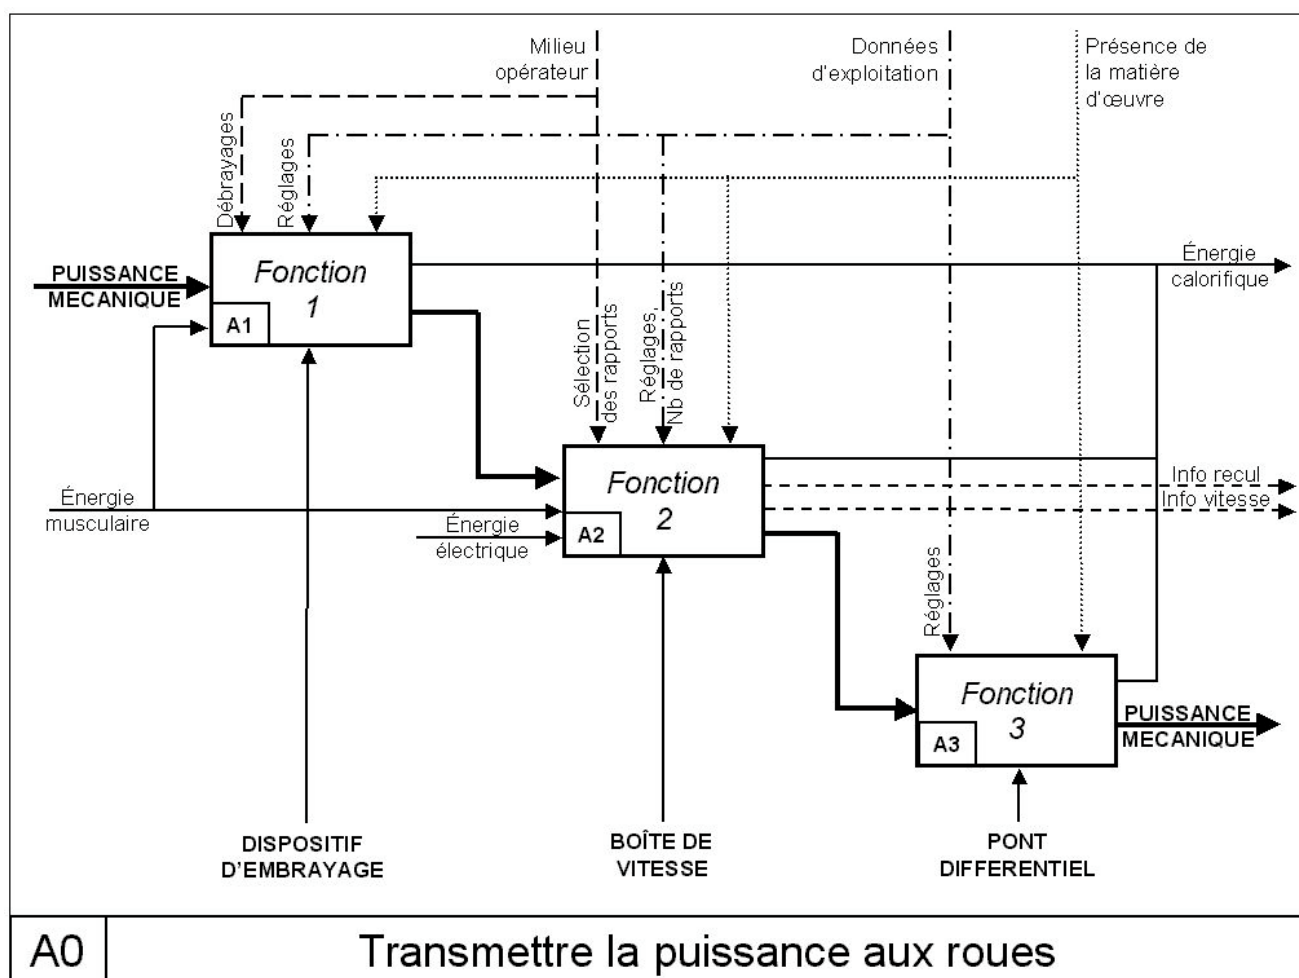 Milieu
opérateur
Données
d'exploitation
Présence de
la matière
d'œuvre
Débrayages
Réglages
PUISSANCE
MECANIQUE
Fonction
1
A1
Énergie
calorifique
Sélection
des rapports
Réglages,
Nb de rapports
Énergie
musculaire
Énergie
électrique
Fonction
2
A2
Info recul
Info vitesse
Réglages
Fonction
3
A3
PUISSANCE
MECANIQUE
DISPOSITIF
D'EMBRAYAGE
BOÎTE DE
VITESSE
PONT
DIFFERENTIEL
A0
Transmettre la puissance aux roues